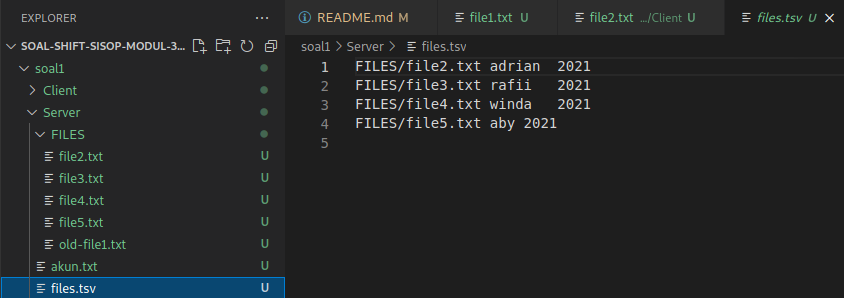 EXPLORER
SOAL-SHIFT-SISOP-MODUL-3...
soal1
Client
Server
FILES
file2.txt U
file3.txt U
file4.txt U
file5.txt U
old-file1.txt U
akun.txt U
files.tsv U
README.md M file1.txt U file2.txt .../Client U files.tsv U
soal1 > Server > files.tsv
1 FILES/file2.txt adrian 2021
2 FILES/file3.txt rafii 2021
3 FILES/file4.txt winda 2021
4 FILES/file5.txt aby 2021
5